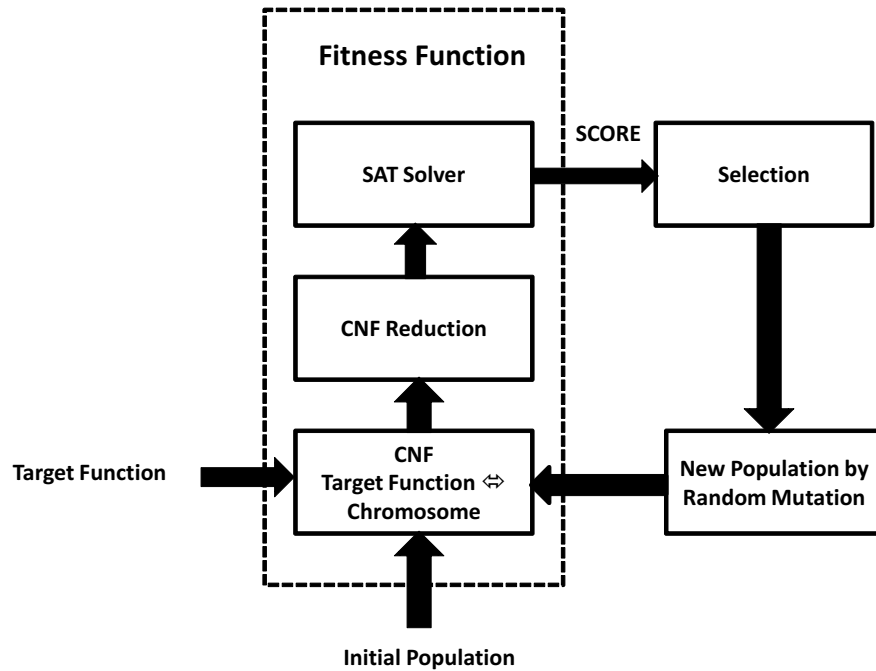 Fitness Function
SCORE
SAT Solver
Selection
CNF Reduction
CNF
Target Function ⇔
Chromosome
Target Function
New Population by
Random Mutation
Initial Population